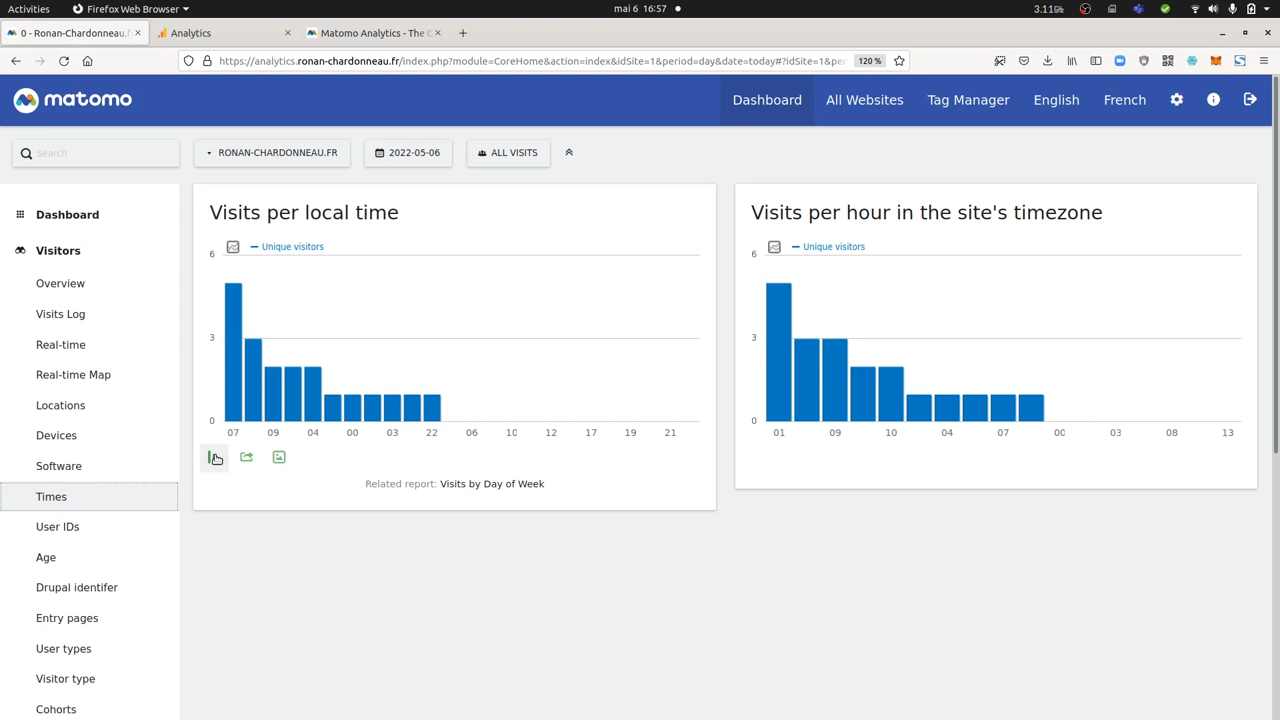 Activities Firefox Web Browser mai 6 16:57 3.11G
0 - Ronan-Chardonneau.f Analytics Matomo Analytics - The
https://analytics.ronan-chardonneau.fr/index.php?module=CoreHome&action=index&idSite=1&period=day&date=today#?idSite=1&per 120 %
matomo Dashboard All Websites Tag Manager English French
Search RONAN-CHARDONNEAU.FR 2022-05-06 ALL VISITS
Dashboard
Visitors
Overview
Visits Log
Real-time
Real-time Map
Locations
Devices
Software
Times
User IDs
Age
Drupal identifer
Entry pages
User types
Visitor type
Cohorts
Visits per local time
Unique visitors
6
3
0
07 09 04 00 03 22 06 10 12 17 19 21
Related report: Visits by Day of Week
Visits per hour in the site's timezone
Unique visitors
6
3
0
01 09 10 04 07 00 03 08 13